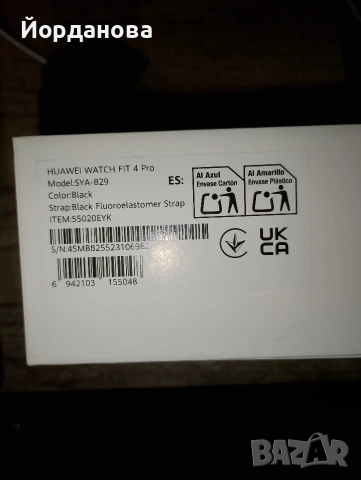 Йорданова
HUAWEI WATCH FIT 4 Pro
Model:SYA-B29
Color:Black
Strap:Black Fluoroelastomer Strap
ITEM:55020EYK
ES:
Al Azul
Envase Cartón
Al Amarillo
Envase Plástico
UK
CA
6 942103 155048
BAZAR